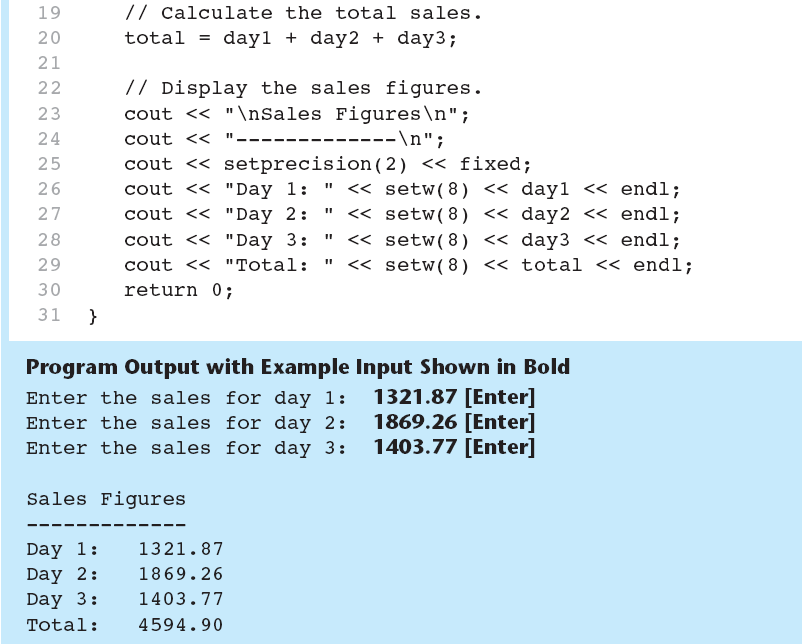 19 // Calculate the total sales.
20 total = day1 + day2 + day3;
21
22 // Display the sales figures.
23 cout << "\nSales Figures\n";
24 cout << "-------------\n";
25 cout << setprecision(2) << fixed;
26 cout << "Day 1: " << setw(8) << day1 << endl;
27 cout << "Day 2: " << setw(8) << day2 << endl;
28 cout << "Day 3: " << setw(8) << day3 << endl;
29 cout << "Total: " << setw(8) << total << endl;
30 return 0;
31 }
Program Output with Example Input Shown in Bold
Enter the sales for day 1: 1321.87 [Enter]
Enter the sales for day 2: 1869.26 [Enter]
Enter the sales for day 3: 1403.77 [Enter]
Sales Figures
-------------
Day 1: 1321.87
Day 2: 1869.26
Day 3: 1403.77
Total: 4594.90